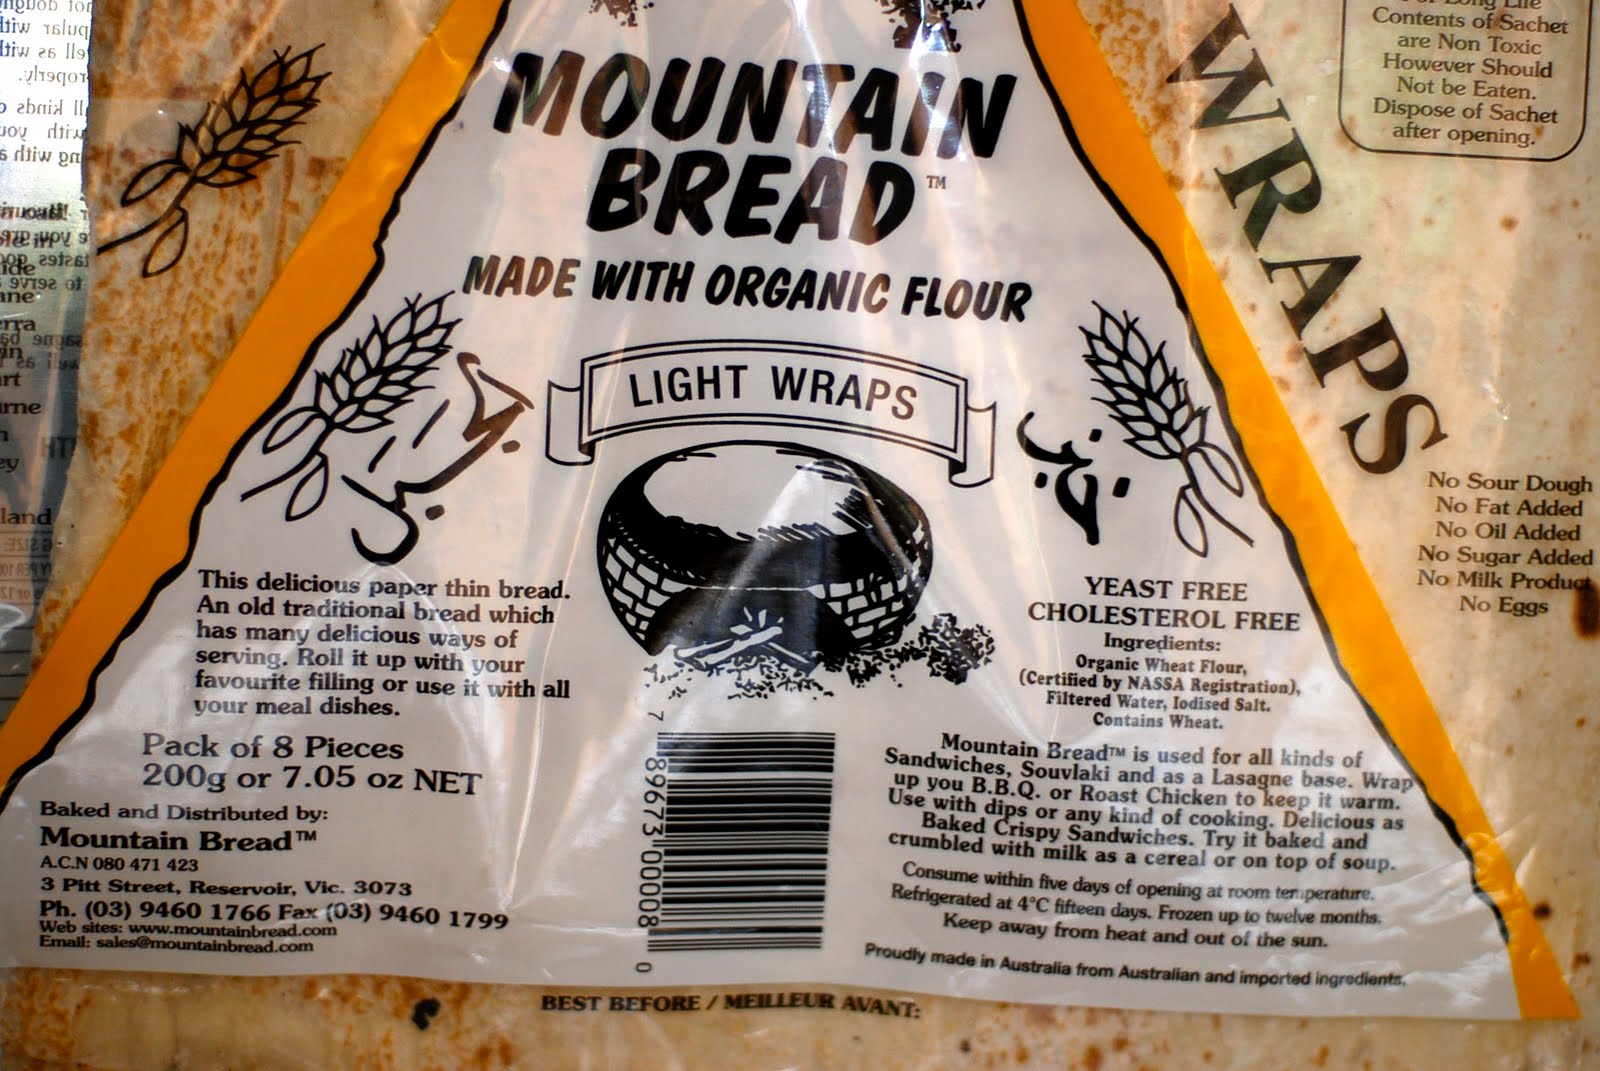 MOUNTAIN
BREAD™
MADE WITH ORGANIC FLOUR
LIGHT WRAPS
خبز
جبل
This delicious paper thin bread.
An old traditional bread which
has many delicious ways of
serving. Roll it up with your
favourite filling or use it with all
your meal dishes.
Pack of 8 Pieces
200g or 7.05 oz NET
Baked and Distributed by:
Mountain Bread™
A.C.N 080 471 423
3 Pitt Street, Reservoir, Vic. 3073
Ph. (03) 9460 1766 Fax (03) 9460 1799
Web sites: www.mountainbread.com
Email: sales@mountainbread.com
7 89673 00008 0
YEAST FREE
CHOLESTEROL FREE
Ingredients:
Organic Wheat Flour,
(Certified by NASSA Registration),
Filtered Water, Iodised Salt.
Contains Wheat.
Mountain Bread™ is used for all kinds of
Sandwiches, Souvlaki and as a Lasagne base. Wrap
up you B.B.Q. or Roast Chicken to keep it warm.
Use with dips or any kind of cooking. Delicious as
Baked Crispy Sandwiches. Try it baked and
crumbled with milk as a cereal or on top of soup.
Consume within five days of opening at room temperature.
Refrigerated at 4°C fifteen days. Frozen up to twelve months.
Keep away from heat and out of the sun.
Proudly made in Australia from Australian and imported ingredients.
BEST BEFORE / MEILLEUR AVANT:
WRAPS
For Long Life
Contents of Sachet
are Non Toxic
However Should
Not be Eaten.
Dispose of Sachet
after opening.
No Sour Dough
No Fat Added
No Oil Added
No Sugar Added
No Milk Product
No Eggs